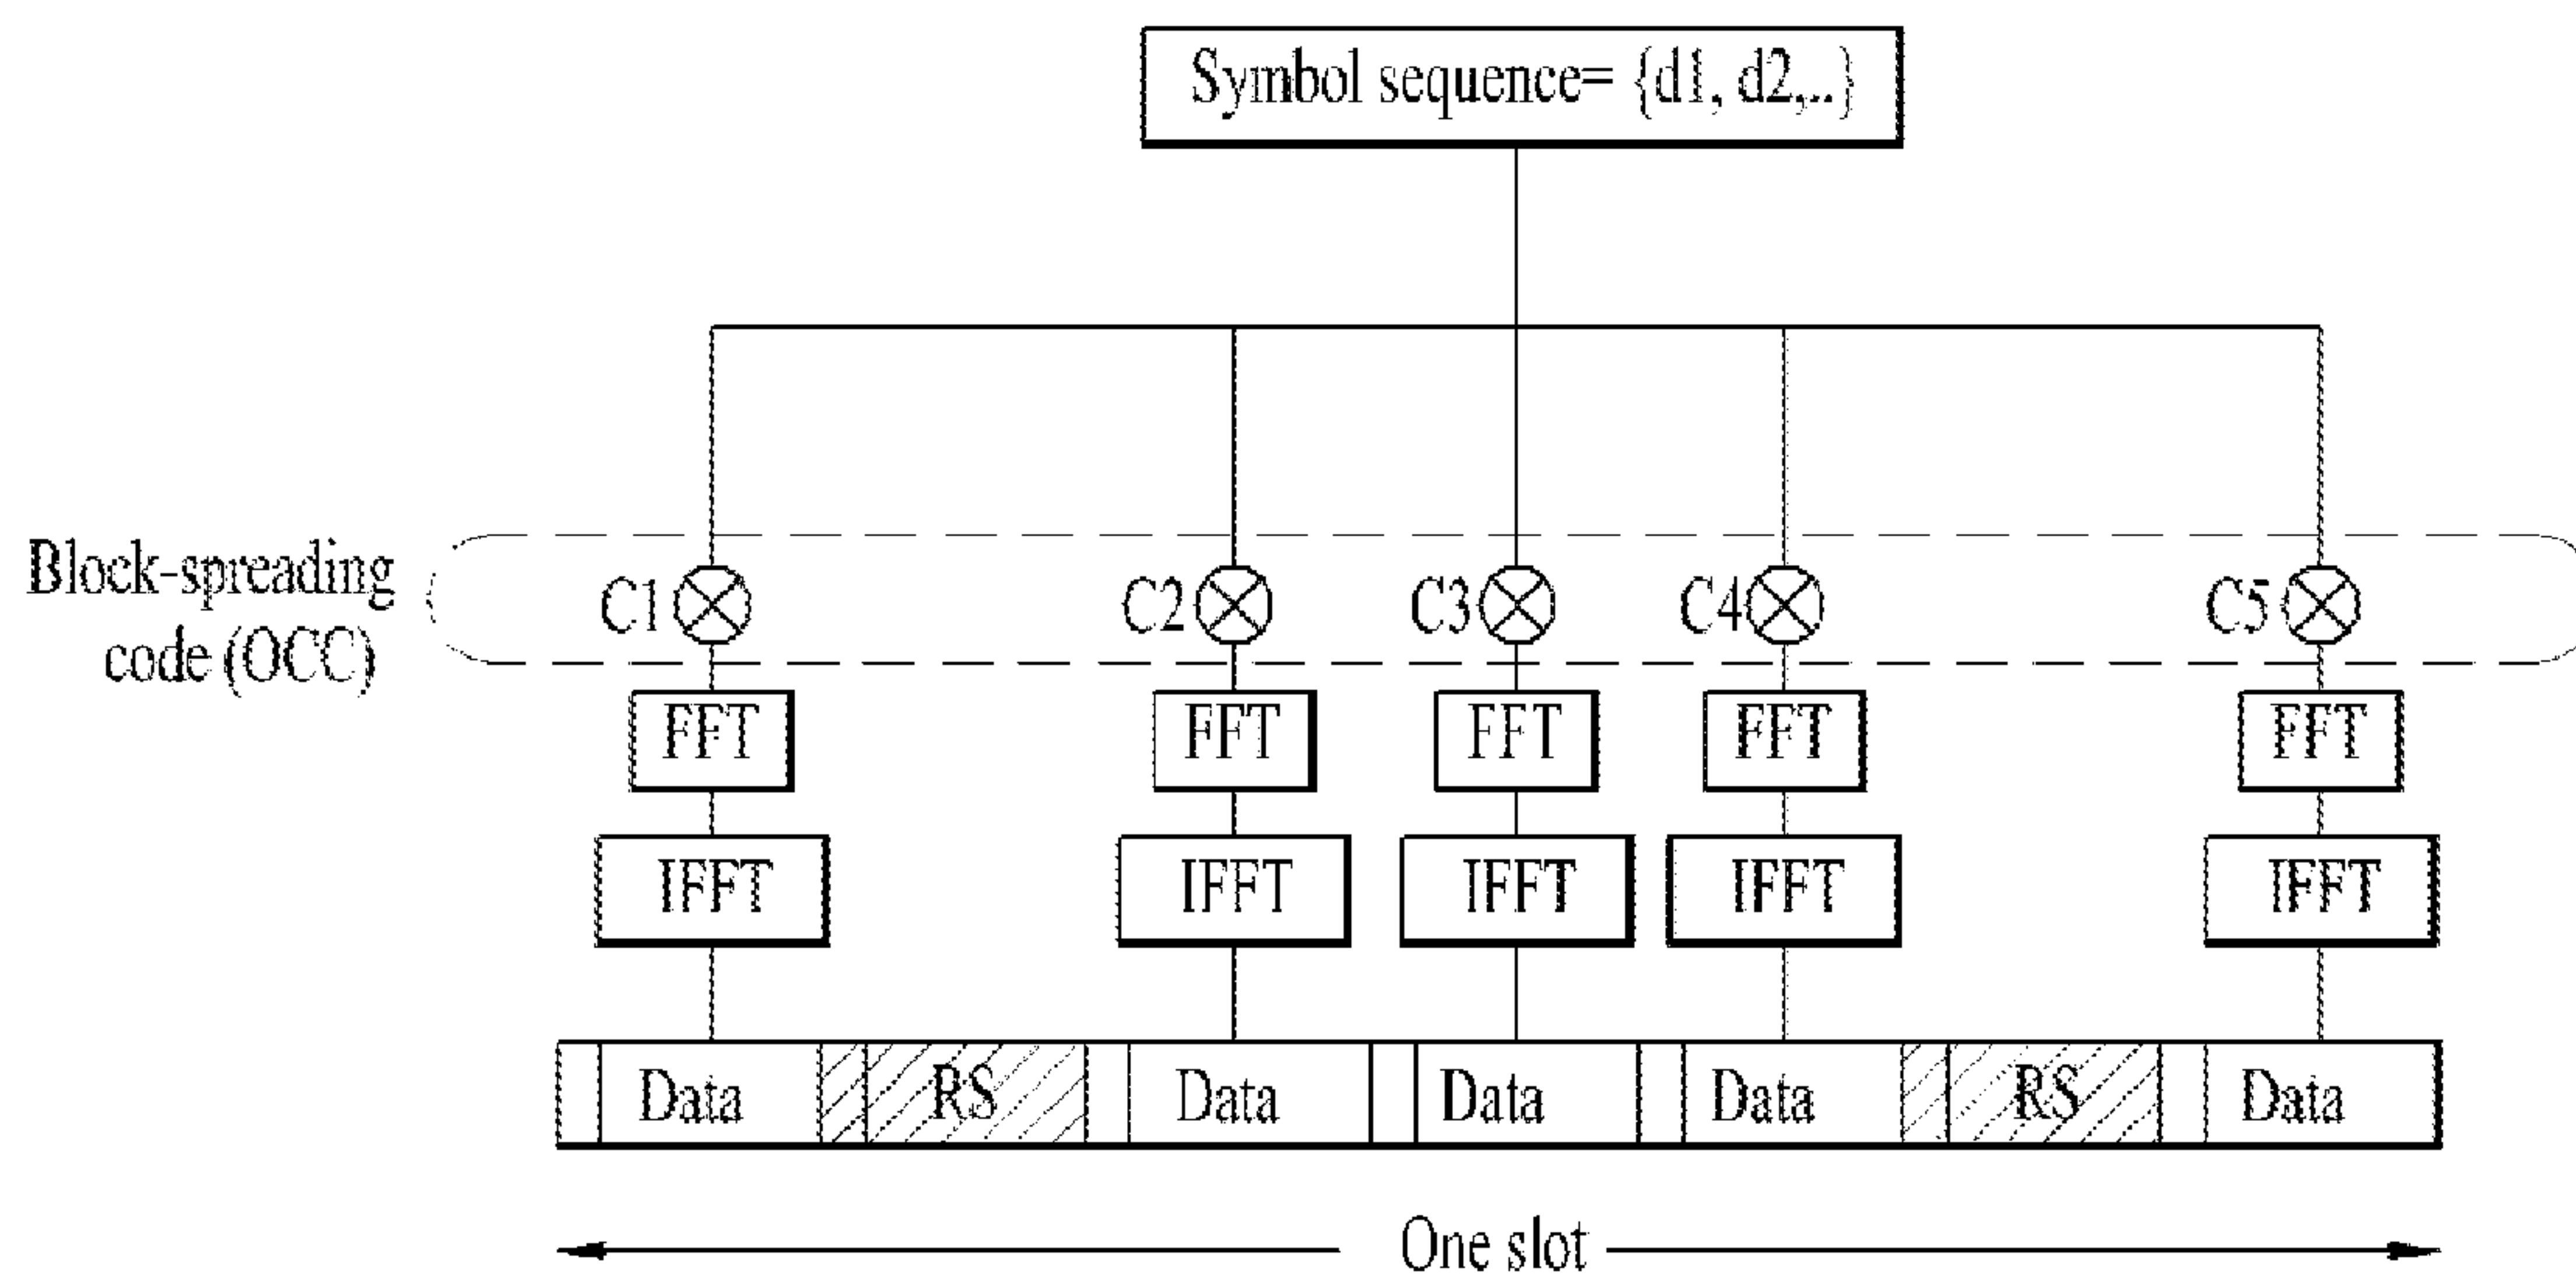 Symbol sequence= {d1, d2,..}
Block-spreading
code (OCC)
C1 C2 C3 C4 C5
FFT FFT FFT FFT FFT
IFFT IFFT IFFT IFFT IFFT
Data RS Data Data Data RS Data
One slot